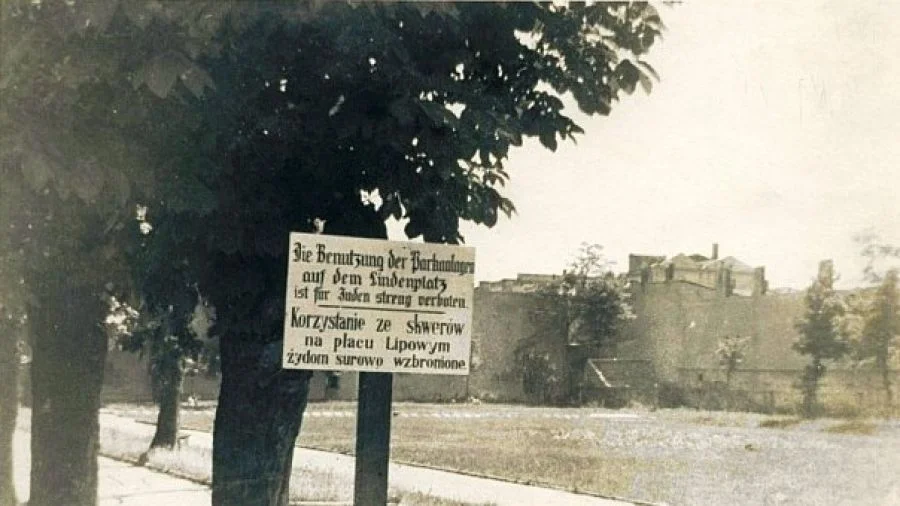 Die Benutzung der Parkanlagen
auf dem Lindenplatz
ist für Juden streng verboten.
Korzystanie ze skwerów
na placu Lipowym
żydom surowo wzbronione.